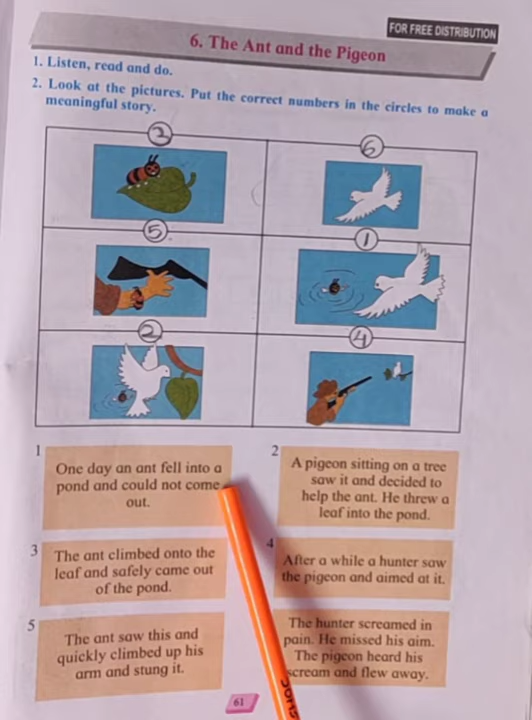 FOR FREE DISTRIBUTION
6. The Ant and the Pigeon
1. Listen, read and do.
2. Look at the pictures. Put the correct numbers in the circles to make a
meaningful story.
3
6
5
1
2
4
1
One day an ant fell into a
pond and could not come
out.
2
A pigeon sitting on a tree
saw it and decided to
help the ant. He threw a
leaf into the pond.
3
The ant climbed onto the
leaf and safely came out
of the pond.
4
After a while a hunter saw
the pigeon and aimed at it.
5
The ant saw this and
quickly climbed up his
arm and stung it.
The hunter screamed in
pain. He missed his aim.
The pigeon heard his
scream and flew away.
61